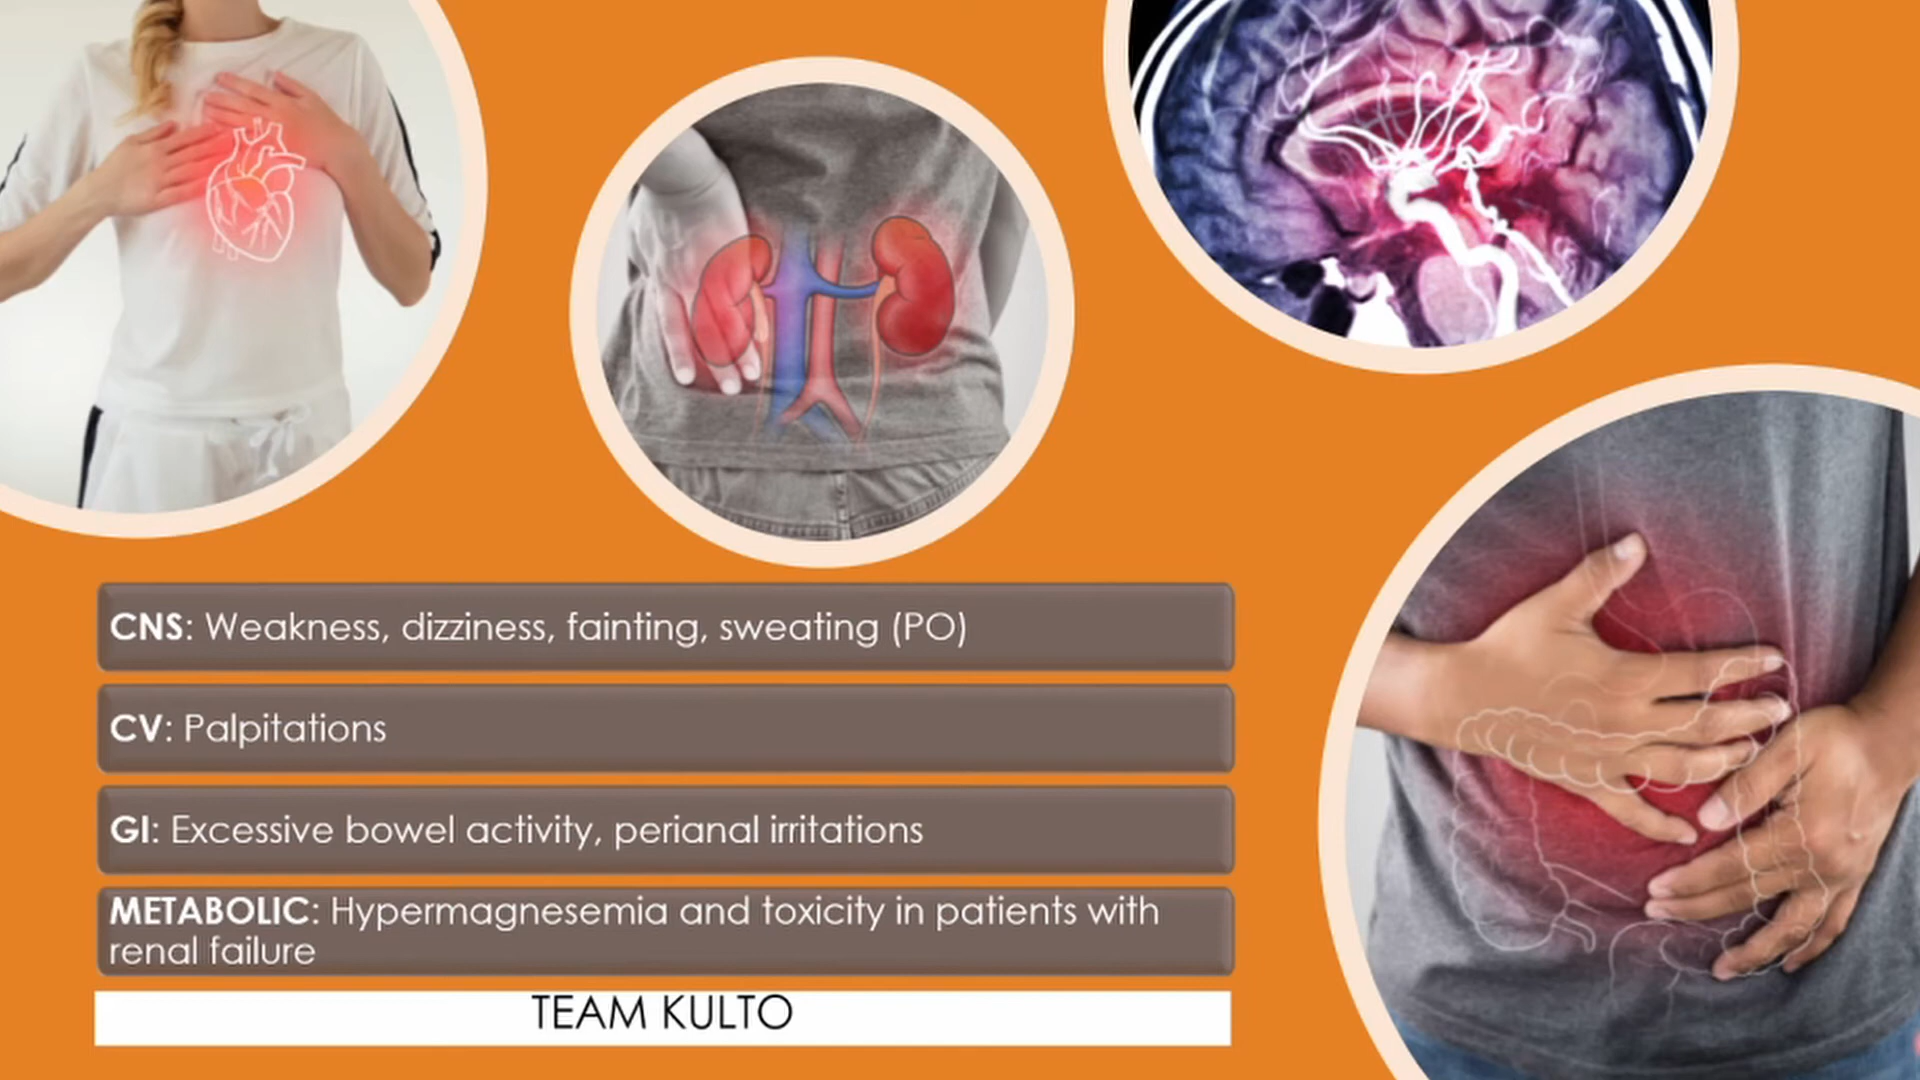 CNS: Weakness, dizziness, fainting, sweating (PO)
CV: Palpitations
GI: Excessive bowel activity, perianal irritations
METABOLIC: Hypermagnesemia and toxicity in patients with
renal failure
TEAM KULTO